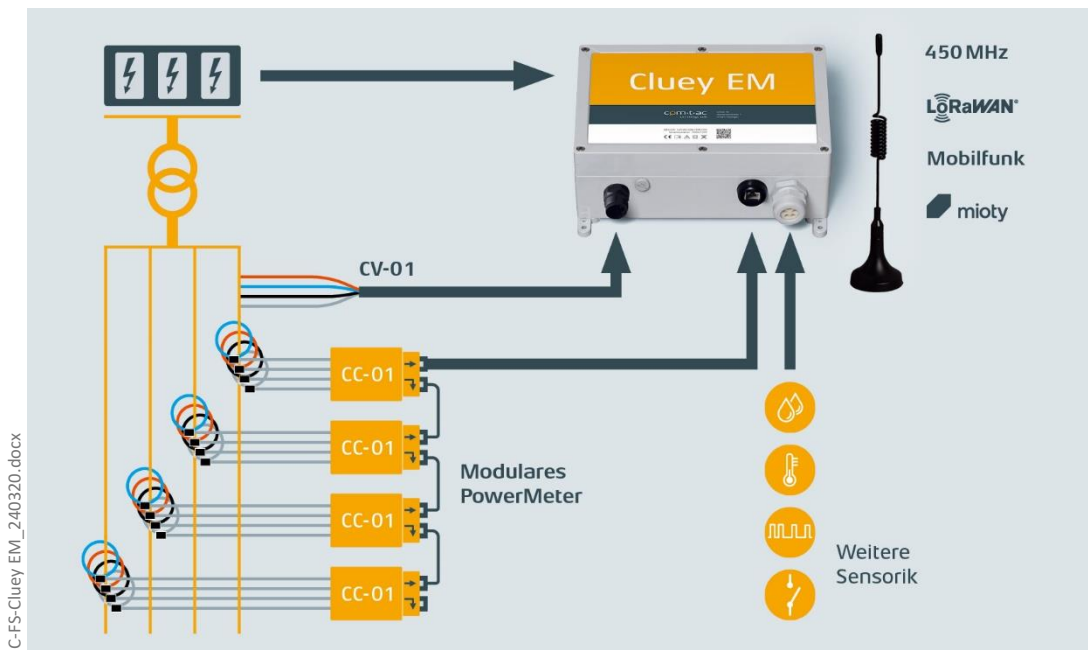 Cluey EM
com·t·ac
450 MHz
LoRaWAN®
Mobilfunk
mioty
CV-01
CC-01
CC-01
CC-01
CC-01
Modulares
PowerMeter
Weitere
Sensorik
C-FS-Cluey EM_240320.docx